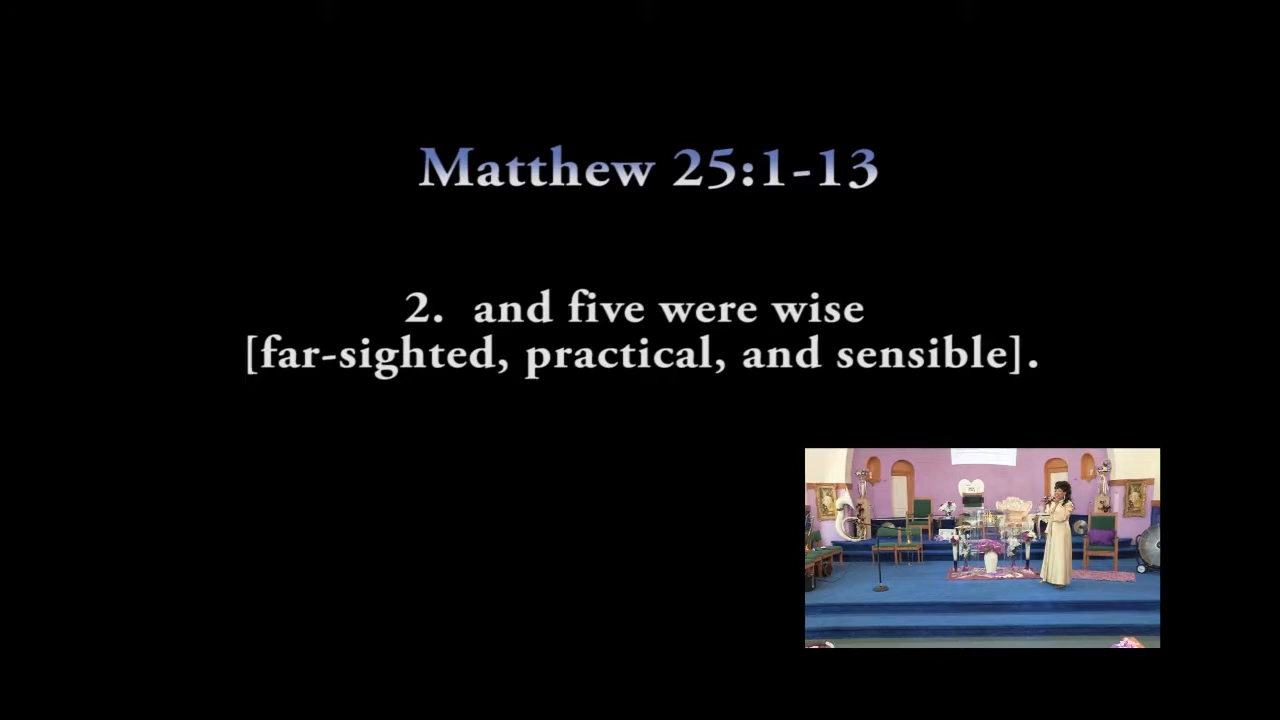 Matthew 25:1-13
2. and five were wise
[far-sighted, practical, and sensible].